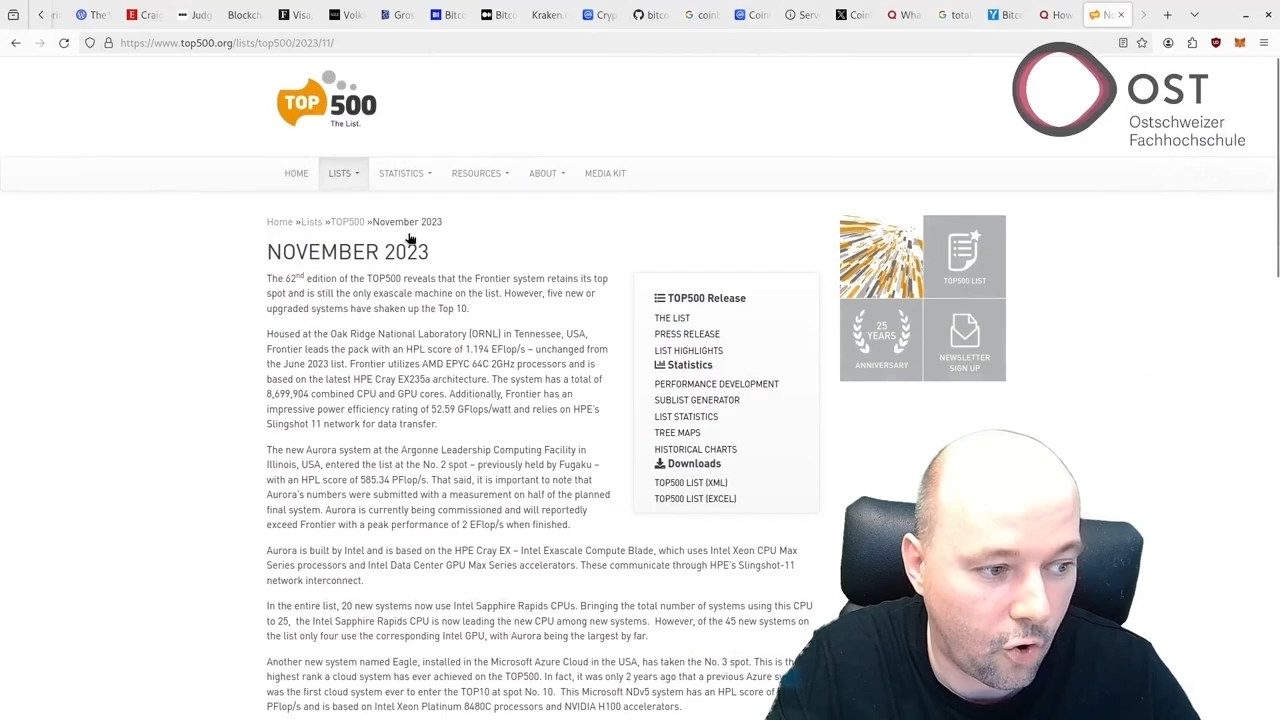 Craig
Judg
Blockch
Visa,
Volks
Gros
Bitco
Bitco
Kraken.c
Cryp
bitco
coinb
Coin
Servi
Coinl
Wha
total
Bitco
How
No
https://www.top500.org/lists/top500/2023/11/
TOP 500
The List.
OST
Ostschweizer
Fachhochschule
HOME LISTS STATISTICS RESOURCES ABOUT MEDIA KIT
Home »Lists »TOP500 »November 2023
NOVEMBER 2023
The 62nd edition of the TOP500 reveals that the Frontier system retains its top
spot and is still the only exascale machine on the list. However, five new or
upgraded systems have shaken up the Top 10.
Housed at the Oak Ridge National Laboratory (ORNL) in Tennessee, USA,
Frontier leads the pack with an HPL score of 1.194 EFlop/s – unchanged from
the June 2023 list. Frontier utilizes AMD EPYC 64C 2GHz processors and is
based on the latest HPE Cray EX235a architecture. The system has a total of
8,699,904 combined CPU and GPU cores. Additionally, Frontier has an
impressive power efficiency rating of 52.59 GFlops/watt and relies on HPE's
Slingshot 11 network for data transfer.
The new Aurora system at the Argonne Leadership Computing Facility in
Illinois, USA, entered the list at the No. 2 spot – previously held by Fugaku –
with an HPL score of 585.34 PFlop/s. That said, it is important to note that
Aurora's numbers were submitted with a measurement on half of the planned
final system. Aurora is currently being commissioned and will reportedly
exceed Frontier with a peak performance of 2 EFlop/s when finished.
Aurora is built by Intel and is based on the HPE Cray EX – Intel Exascale Compute Blade, which uses Intel Xeon CPU Max
Series processors and Intel Data Center GPU Max Series accelerators. These communicate through HPE's Slingshot-11
network interconnect.
In the entire list, 20 new systems now use Intel Sapphire Rapids CPUs. Bringing the total number of systems using this CPU
to 25, the Intel Sapphire Rapids CPU is now leading the new CPU among new systems. However, of the 45 new systems on
the list only four use the corresponding Intel GPU, with Aurora being the largest by far.
Another new system named Eagle, installed in the Microsoft Azure Cloud in the USA, has taken the No. 3 spot. This is th
highest rank a cloud system has ever achieved on the TOP500. In fact, it was only 2 years ago that a previous Azure sy
was the first cloud system ever to enter the TOP10 at spot No. 10. This Microsoft NDv5 system has an HPL score of
PFlop/s and is based on Intel Xeon Platinum 8480C processors and NVIDIA H100 accelerators.
TOP500 Release
THE LIST
PRESS RELEASE
LIST HIGHLIGHTS
Statistics
PERFORMANCE DEVELOPMENT
SUBLIST GENERATOR
LIST STATISTICS
TREE MAPS
HISTORICAL CHARTS
Downloads
TOP500 LIST (XML)
TOP500 LIST (EXCEL)
TOP500 LIST
25
YEARS
ANNIVERSARY
NEWSLETTER
SIGN UP